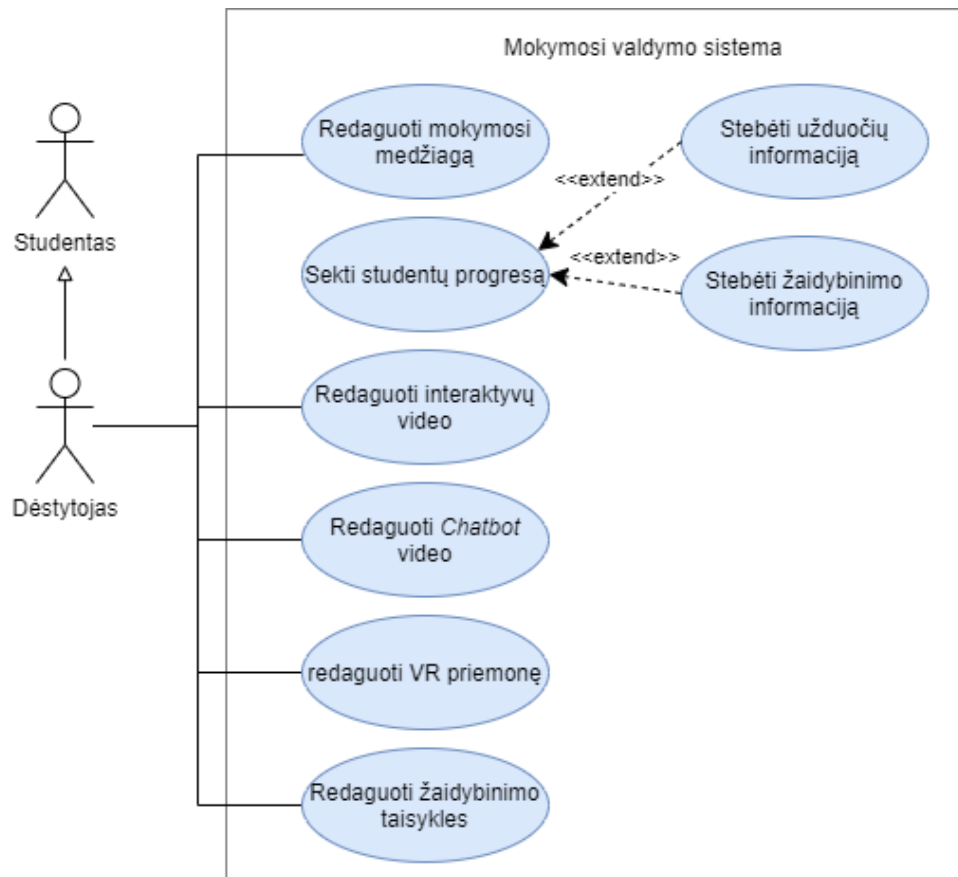 Mokymosi valdymo sistema
Studentas
Dėstytojas
Redaguoti mokymosi
medžiagą
Stebėti užduočių
informaciją
<<extend>>
Sekti studentų progresą
<<extend>>
Stebėti žaidybinimo
informaciją
Redaguoti interaktyvų
video
Redaguoti Chatbot
video
redaguoti VR priemonę
Redaguoti žaidybinimo
taisykles